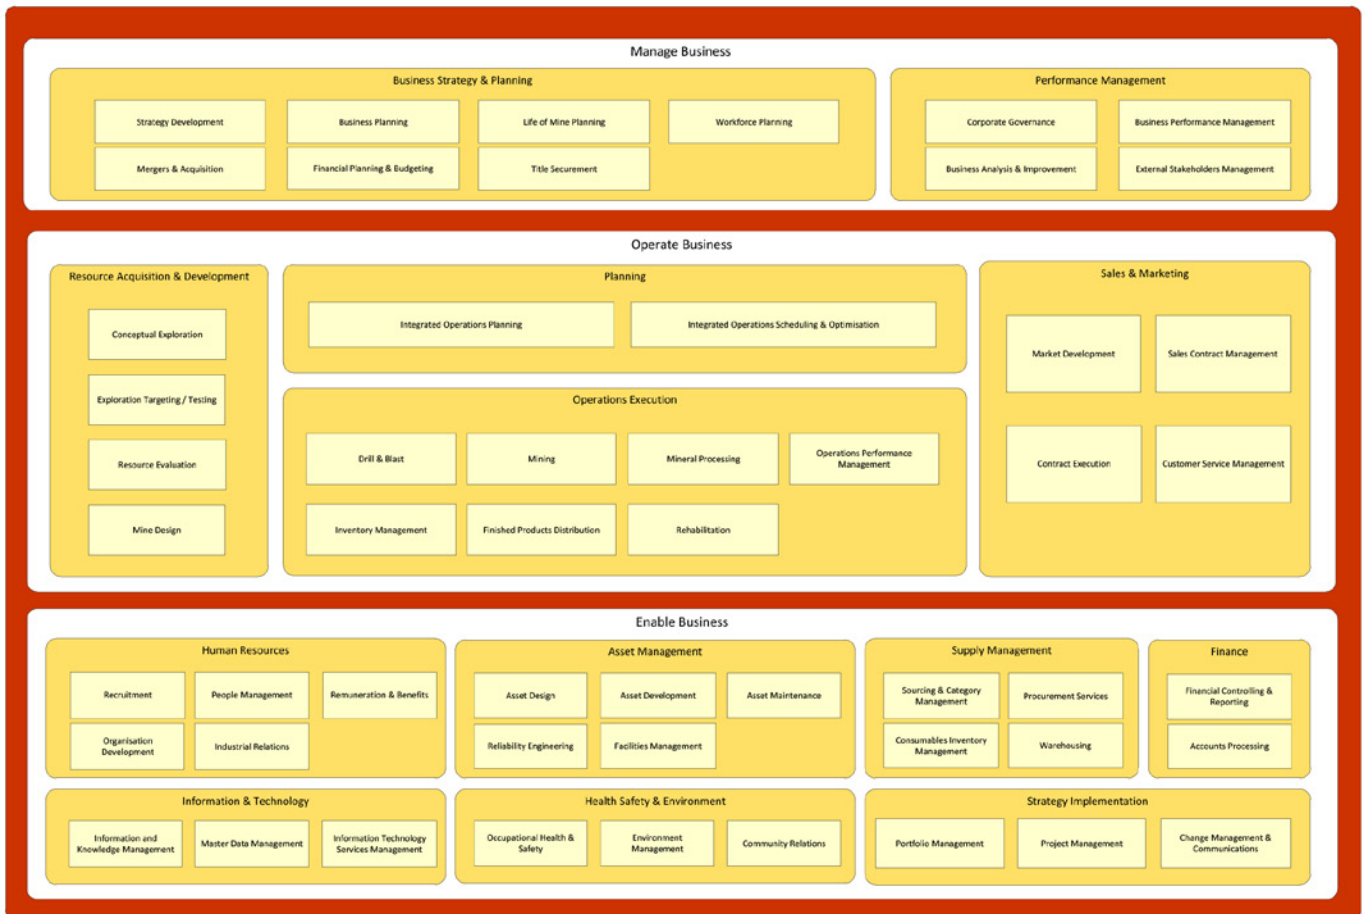 Manage Business
Business Strategy & Planning
Strategy Development
Business Planning
Life of Mine Planning
Workforce Planning
Mergers & Acquisition
Financial Planning & Budgeting
Title Securement
Performance Management
Corporate Governance
Business Performance Management
Business Analysis & Improvement
External Stakeholders Management
Operate Business
Resource Acquisition & Development
Conceptual Exploration
Exploration Targeting / Testing
Resource Evaluation
Mine Design
Planning
Integrated Operations Planning
Integrated Operations Scheduling & Optimisation
Operations Execution
Drill & Blast
Mining
Mineral Processing
Operations Performance
Management
Inventory Management
Finished Products Distribution
Rehabilitation
Sales & Marketing
Market Development
Sales Contract Management
Contract Execution
Customer Service Management
Enable Business
Human Resources
Recruitment
People Management
Remuneration & Benefits
Organisation
Development
Industrial Relations
Asset Management
Asset Design
Asset Development
Asset Maintenance
Reliability Engineering
Facilities Management
Supply Management
Sourcing & Category
Management
Procurement Services
Consumables Inventory
Management
Warehousing
Finance
Financial Controlling &
Reporting
Accounts Processing
Information & Technology
Information and
Knowledge Management
Master Data Management
Information Technology
Services Management
Health Safety & Environment
Occupational Health &
Safety
Environment
Management
Community Relations
Strategy Implementation
Portfolio Management
Project Management
Change Management &
Communications